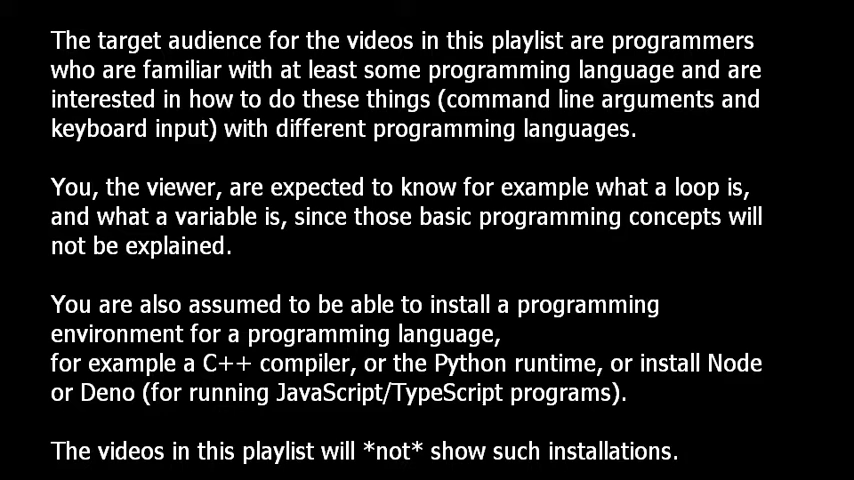 The target audience for the videos in this playlist are programmers
who are familiar with at least some programming language and are
interested in how to do these things (command line arguments and
keyboard input) with different programming languages.
You, the viewer, are expected to know for example what a loop is,
and what a variable is, since those basic programming concepts will
not be explained.
You are also assumed to be able to install a programming
environment for a programming language,
for example a C++ compiler, or the Python runtime, or install Node
or Deno (for running JavaScript/TypeScript programs).
The videos in this playlist will *not* show such installations.